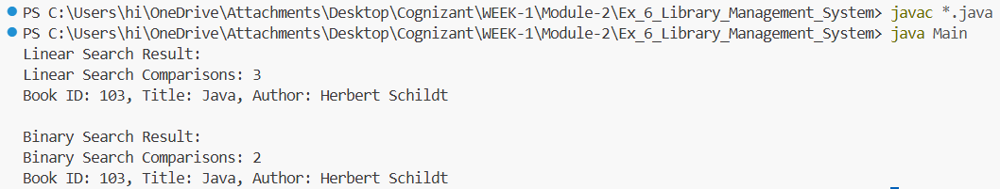 PS C:\Users\hi\OneDrive\Attachments\Desktop\Cognizant\WEEK-1\Module-2\Ex_6_Library_Management_System> javac *.java
PS C:\Users\hi\OneDrive\Attachments\Desktop\Cognizant\WEEK-1\Module-2\Ex_6_Library_Management_System> java Main
Linear Search Result:
Linear Search Comparisons: 3
Book ID: 103, Title: Java, Author: Herbert Schildt
Binary Search Result:
Binary Search Comparisons: 2
Book ID: 103, Title: Java, Author: Herbert Schildt